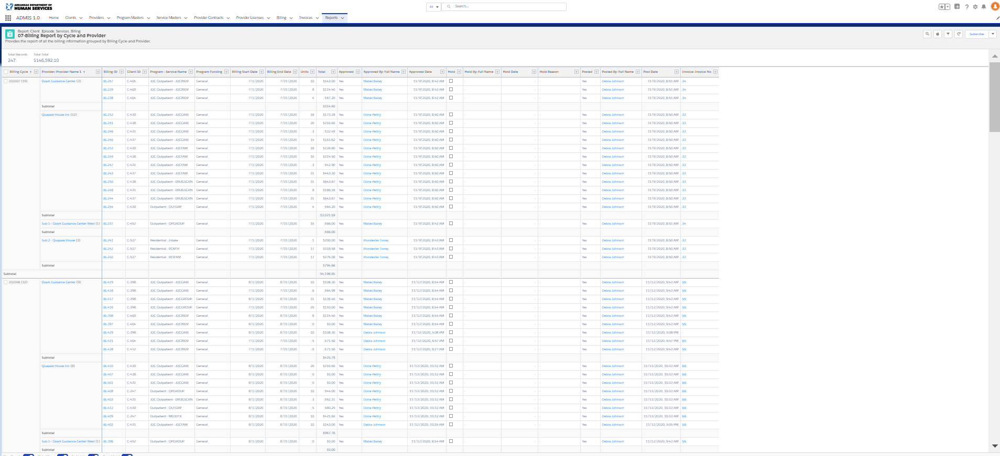 ARKANSAS DEPARTMENT OF
HUMAN SERVICES
All
Search...
ADMIS 1.0 Home Clients Providers Program Masters Service Masters Provider Contracts Provider Licenses Billing Invoices Reports
Report: Client_Episode_Services_Billing
07-Billing Report by Cycle and Provider
Provides the report of all the billing information grouped by Billing Cycle and Provider.
Subscribe
Total Records Total Total
247 $146,592.10
Billing Cycle ↑ Provider: Provider Name 1 ↑ Billing ID Client ID Program - Service Name Program Funding Billing Start Date Billing End Date Units Total Approved Approved By: Full Name Approved Date Hold Hold By: Full Name Hold Date Hold Reason Posted Posted By: Full Name Post Date Invoice: Invoice No
202007 (19) Ozark Guidance Center (3) BL-257 C-405 JDC Outpatient - JDCINDV General 7/1/2020 7/31/2020 10 $143.00 Yes Mabel Bailey 11/9/2020, 8:42 AM - - - Yes Debra Johnson 11/9/2020, 8:51 AM 34
BL-239 C-400 JDC Outpatient - JDCINDV General 7/1/2020 7/31/2020 8 $114.40 Yes Mabel Bailey 11/9/2020, 8:42 AM - - - Yes Debra Johnson 11/9/2020, 8:51 AM 34
BL-238 C-404 JDC Outpatient - JDCINDV General 7/1/2020 7/31/2020 4 $57.20 Yes Mabel Bailey 11/9/2020, 8:42 AM - - - Yes Debra Johnson 11/9/2020, 8:51 AM 34
Subtotal $314.60
Quapaw House Inc (12) BL-252 C-430 JDC Outpatient - JDCCARE General 7/1/2020 7/31/2020 16 $173.28 Yes Dorie Pettry 11/9/2020, 8:50 AM - - - Yes Debra Johnson 11/9/2020, 8:50 AM 32
BL-251 C-438 JDC Outpatient - JDCCARE General 7/1/2020 7/31/2020 20 $216.60 Yes Dorie Pettry 11/9/2020, 8:50 AM - - - Yes Debra Johnson 11/9/2020, 8:50 AM 32
BL-246 C-431 JDC Outpatient - JDCCARE General 7/1/2020 7/31/2020 3 $32.49 Yes Dorie Pettry 11/9/2020, 8:50 AM - - - Yes Debra Johnson 11/9/2020, 8:50 AM 32
BL-245 C-437 JDC Outpatient - JDCCARE General 7/1/2020 7/31/2020 14 $151.62 Yes Dorie Pettry 11/9/2020, 8:50 AM - - - Yes Debra Johnson 11/9/2020, 8:50 AM 32
BL-253 C-430 JDC Outpatient - JDCFAM General 7/1/2020 7/31/2020 16 $228.80 Yes Dorie Pettry 11/9/2020, 8:50 AM - - - Yes Debra Johnson 11/9/2020, 8:50 AM 32
BL-249 C-438 JDC Outpatient - JDCFAM General 7/1/2020 7/31/2020 15 $214.50 Yes Dorie Pettry 11/9/2020, 8:50 AM - - - Yes Debra Johnson 11/9/2020, 8:50 AM 32
BL-247 C-431 JDC Outpatient - JDCFAM General 7/1/2020 7/31/2020 3 $42.90 Yes Dorie Pettry 11/9/2020, 8:50 AM - - - Yes Debra Johnson 11/9/2020, 8:50 AM 32
BL-243 C-437 JDC Outpatient - JDCFAM General 7/1/2020 7/31/2020 31 $443.30 Yes Dorie Pettry 11/9/2020, 8:50 AM - - - Yes Debra Johnson 11/9/2020, 8:50 AM 32
BL-250 C-438 JDC Outpatient - DRUGSCRN General 7/1/2020 7/31/2020 31 $643.87 Yes Dorie Pettry 11/9/2020, 8:50 AM - - - Yes Debra Johnson 11/9/2020, 8:50 AM 32
BL-248 C-431 JDC Outpatient - DRUGSCRN General 7/1/2020 7/31/2020 8 $166.16 Yes Dorie Pettry 11/9/2020, 8:50 AM - - - Yes Debra Johnson 11/9/2020, 8:50 AM 32
BL-244 C-437 JDC Outpatient - DRUGSCRN General 7/1/2020 7/31/2020 31 $643.87 Yes Dorie Pettry 11/9/2020, 8:50 AM - - - Yes Debra Johnson 11/9/2020, 8:50 AM 32
BL-254 C-430 Outpatient - OUTGRP General 7/1/2020 7/31/2020 4 $64.20 Yes Dorie Pettry 11/9/2020, 8:50 AM - - - Yes Debra Johnson 11/9/2020, 8:50 AM 32
Subtotal $3,021.59
Sub 1 - Ozark Guidance Center West (1) BL-237 C-452 Outpatient - OPGROUP General 7/1/2020 7/31/2020 15 $66.00 Yes Mabel Bailey 11/9/2020, 8:42 AM - - - Yes Debra Johnson 11/9/2020, 8:51 AM 34
Subtotal $66.00
Sub 2 - Quapaw House (3) BL-241 C-537 Residential - Intake General 7/1/2020 7/31/2020 1 $200.00 Yes Poindexter Toney 11/9/2020, 8:43 AM - - - Yes Debra Johnson 11/9/2020, 8:50 AM 32
BL-242 C-537 Residential - RCMTP General 7/1/2020 7/31/2020 17 $318.58 Yes Poindexter Toney 11/9/2020, 8:43 AM - - - Yes Debra Johnson 11/9/2020, 8:50 AM 32
BL-240 C-537 Residential - RESFAM General 7/1/2020 7/31/2020 17 $276.08 Yes Poindexter Toney 11/9/2020, 8:43 AM - - - Yes Debra Johnson 11/9/2020, 8:50 AM 32
Subtotal $794.66
Subtotal $4,196.85
202008 (32) Ozark Guidance Center (9) BL-419 C-398 JDC Outpatient - JDCCARE General 8/1/2020 8/31/2020 10 $108.30 Yes Mabel Bailey 11/12/2020, 8:54 AM - - - Yes Debra Johnson 11/12/2020, 9:43 AM 56
BL-418 C-398 JDC Outpatient - JDCCARE General 7/1/2020 7/31/2020 6 $64.98 Yes Mabel Bailey 11/12/2020, 8:54 AM - - - Yes Debra Johnson 11/12/2020, 9:43 AM 56
BL-417 C-398 JDC Outpatient - JDCGROUP General 8/1/2020 8/31/2020 31 $136.40 Yes Mabel Bailey 11/12/2020, 8:54 AM - - - Yes Debra Johnson 11/12/2020, 9:43 AM 56
BL-416 C-398 JDC Outpatient - JDCGROUP General 7/1/2020 7/31/2020 25 $110.00 Yes Mabel Bailey 11/12/2020, 8:54 AM - - - Yes Debra Johnson 11/12/2020, 9:43 AM 56
BL-398 C-400 JDC Outpatient - JDCINDV General 8/1/2020 8/31/2020 8 $114.40 Yes Mabel Bailey 11/12/2020, 8:54 AM - - - Yes Debra Johnson 11/12/2020, 9:43 AM 56
BL-397 C-404 JDC Outpatient - JDCINDV General 8/1/2020 8/31/2020 0 $0.00 Yes Mabel Bailey 11/12/2020, 8:54 AM - - - Yes Debra Johnson 11/12/2020, 9:43 AM 56
BL-429 C-398 JDC Outpatient - JDCCARE General 8/1/2020 8/31/2020 -10 -$108.30 Yes Debra Johnson 11/12/2020, 5:08 PM - - - Yes Debra Johnson 11/12/2020, 5:08 PM -
BL-431 C-404 JDC Outpatient - JDCINDV General 7/1/2020 7/31/2020 5 $71.50 Yes Debra Johnson 11/12/2020, 6:57 PM - - - Yes Debra Johnson 11/12/2020, 6:57 PM 65
BL-428 C-412 JDC Outpatient - JDCINDV General 7/1/2020 7/31/2020 -5 -$71.50 Yes Debra Johnson 11/12/2020, 9:27 AM - - - Yes Debra Johnson 11/12/2020, 9:43 AM 56
Subtotal $425.78
Quapaw House Inc (8) BL-410 C-430 JDC Outpatient - JDCCARE General 8/1/2020 8/31/2020 20 $216.60 Yes Dorie Pettry 11/13/2020, 10:32 AM - - - Yes Debra Johnson 11/13/2020, 10:33 AM 68
BL-407 C-438 JDC Outpatient - JDCCARE General 8/1/2020 8/31/2020 0 $0.00 Yes Dorie Pettry 11/13/2020, 10:32 AM - - - Yes Debra Johnson 11/13/2020, 10:33 AM 68
BL-401 C-431 JDC Outpatient - JDCCARE General 8/1/2020 8/31/2020 0 $0.00 Yes Dorie Pettry 11/13/2020, 10:32 AM - - - Yes Debra Johnson 11/13/2020, 10:33 AM 68
BL-408 C-247 Outpatient - OPGROUP General 8/1/2020 8/31/2020 10 $44.00 Yes Dorie Pettry 11/13/2020, 10:32 AM - - - Yes Debra Johnson 11/13/2020, 10:33 AM 68
BL-403 C-431 JDC Outpatient - DRUGSCRN General 8/1/2020 8/31/2020 3 $62.31 Yes Dorie Pettry 11/13/2020, 10:32 AM - - - Yes Debra Johnson 11/13/2020, 10:33 AM 68
BL-412 C-430 Outpatient - OUTGRP General 8/1/2020 8/31/2020 5 $80.25 Yes Dorie Pettry 11/13/2020, 10:32 AM - - - Yes Debra Johnson 11/13/2020, 10:33 AM 68
BL-409 C-247 Outpatient - MEDDTX General 8/1/2020 8/31/2020 10 $421.60 Yes Dorie Pettry 11/13/2020, 10:32 AM - - - Yes Debra Johnson 11/13/2020, 10:33 AM 68
BL-402 C-431 JDC Outpatient - JDCFAM General 8/1/2020 8/31/2020 10 $143.00 Yes Debra Johnson 11/12/2020, 10:25 AM - - - Yes Debra Johnson 11/12/2020, 5:05 PM 58
Subtotal $967.76
Sub 1 - Ozark Guidance Center West (1) BL-396 C-452 Outpatient - OPGROUP General 8/1/2020 8/31/2020 0 $0.00 Yes Mabel Bailey 11/12/2020, 8:54 AM - - - Yes Debra Johnson 11/12/2020, 9:43 AM 56
Subtotal $0.00